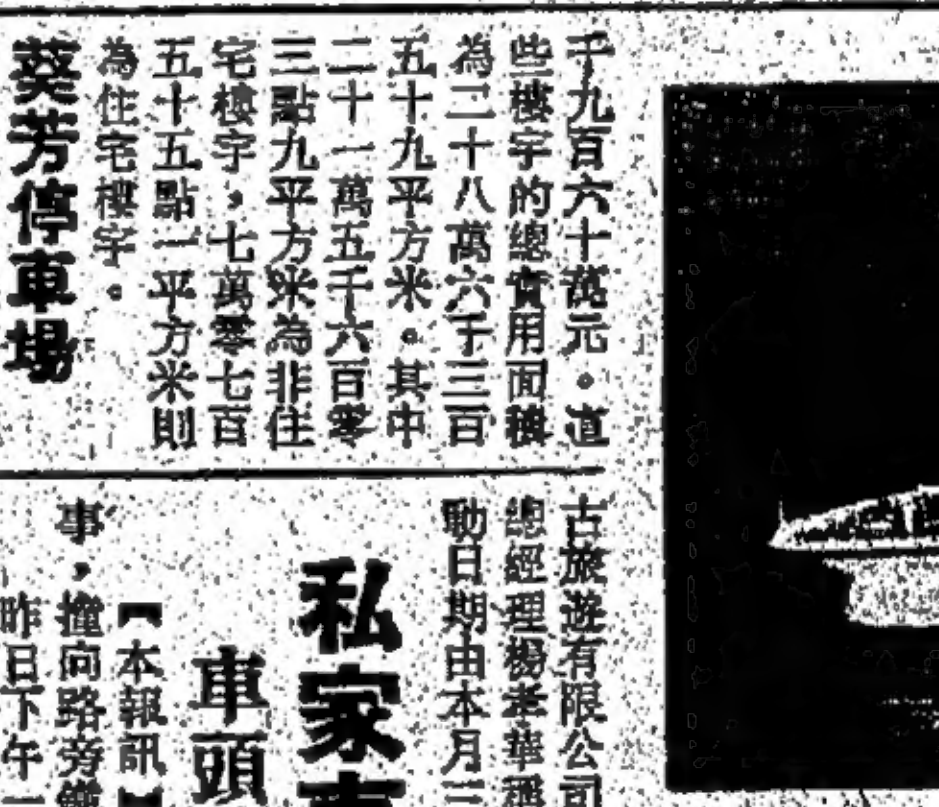 千九百六十萬元。這
些樓宇的總實用面積
為二十八萬六千三百
五十九平方米。其中
二十一萬五千六百零
三點九平方米為非住
宅樓宇，七萬零七百
五十五點一平方米則
為住宅樓宇。
葵芳停車場
古旅遊有限公司
總經理楊孝華稱
動日期由本月三
私家車
車頭
【本報訊】
事，撞向路旁鐵
昨日下午一